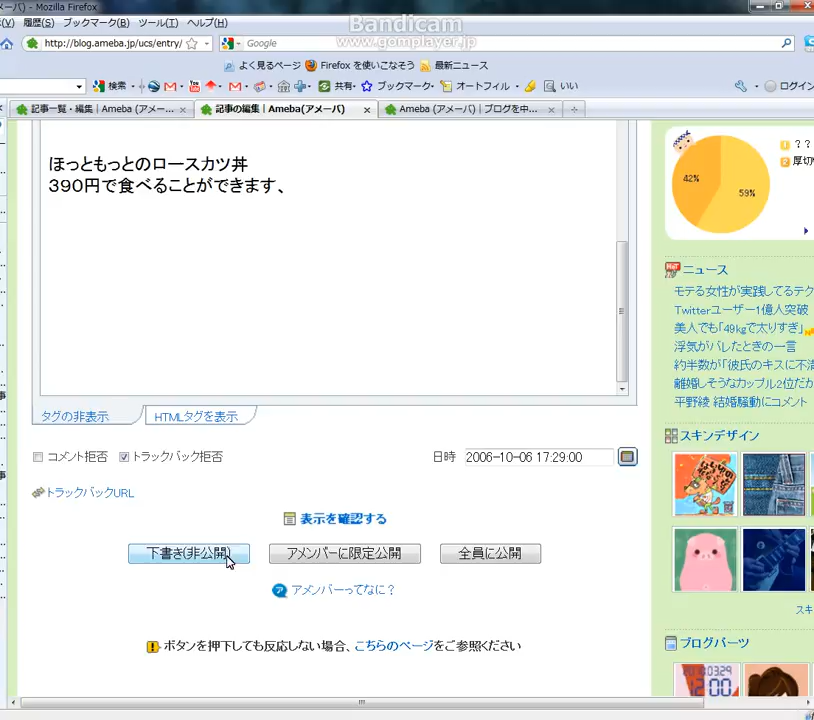 バ) - Mozilla Firefox
Bandicam
www.gomplayer.jp
(V) 履歴(S) ブックマーク(B) ツール(T) ヘルプ(H)
http://blog.ameba.jp/ucs/entry/
Google
よく見るページ Firefox を使いこなそう 最新ニュース
検索 共有 ブックマーク オートフィル いい ログイン
記事一覧・編集 | Ameba (アメー... 記事の編集 | Ameba(アメーバ) Ameba (アメーバ) | ブログを中...
ほっともっとのロースカツ丼
390円で食べることができます、
？？
厚切
42%
59%
ニュース
モテる女性が実践してるテク
Twitterユーザー1億人突破
美人でも「49kgで太りすぎ」
浮気がバレたときの一言
約半数が「彼氏のキスに不満
離婚しそうなカップル2位だか
平野綾 結婚騒動にコメント
タグの非表示 HTMLタグを表示
スキンデザイン
コメント拒否 トラックバック拒否 日時 2006-10-06 17:29:00
トラックバックURL
表示を確認する
下書き(非公開) アメンバーに限定公開 全員に公開
アメンバーってなに？
スキ
ボタンを押下しても反応しない場合、こちらのページをご参照ください
ブログパーツ
12:00